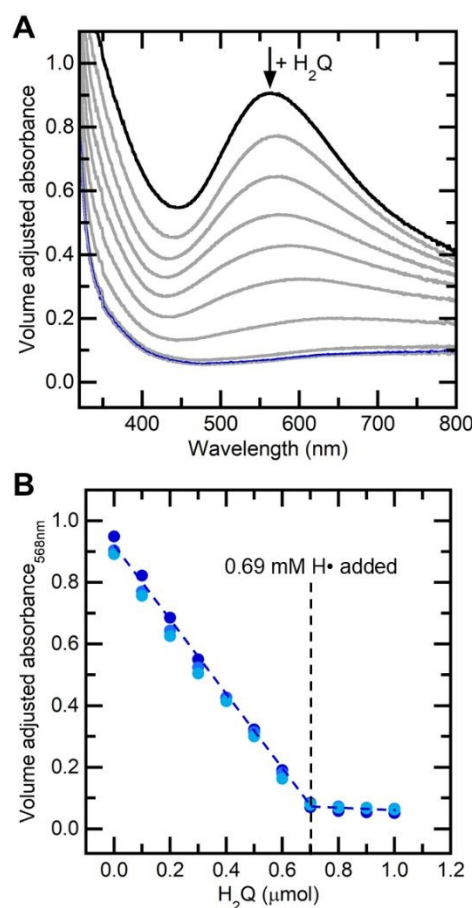 A
+ H₂Q
Volume adjusted absorbance
1.0
0.8
0.6
0.4
0.2
0.0
400 500 600 700 800
Wavelength (nm)
B
0.69 mM H• added
Volume adjusted absorbance₅₆₈ₙₘ
1.0
0.8
0.6
0.4
0.2
0.0
0.0 0.2 0.4 0.6 0.8 1.0 1.2
H₂Q (μmol)